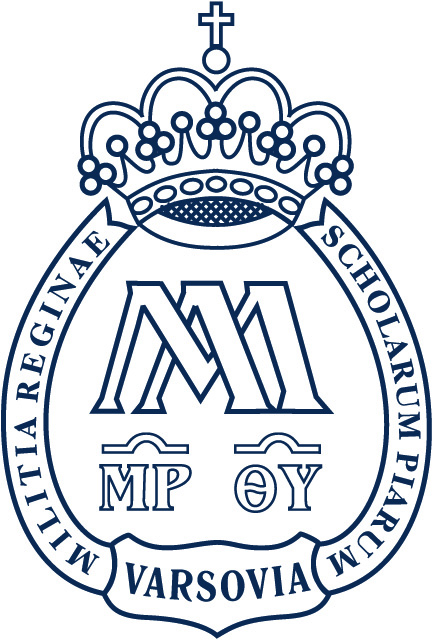 MILITIA REGINAE
SCHOLARUM PIARUM
M
MP ΘY
VARSOVIA